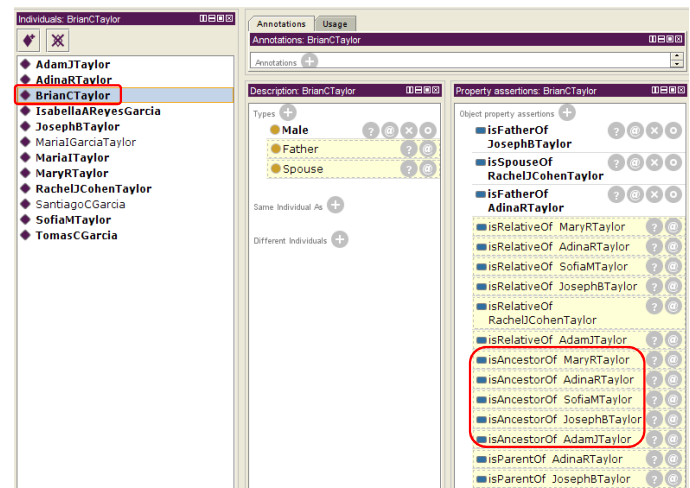 Individuals: BrianCTaylor
AdamJTaylor
AdinaRTaylor
BrianCTaylor
IsabellaAReyesGarcia
JosephBTaylor
MariaIGarciaTaylor
MariaITaylor
MaryRTaylor
RachelJCohenTaylor
SantiagoCGarcia
SofiaMTaylor
TomasCGarcia
Annotations Usage
Annotations: BrianCTaylor
Annotations
Description: BrianCTaylor
Types
Male
Father
Spouse
Same Individual As
Different Individuals
Property assertions: BrianCTaylor
Object property assertions
isFatherOf
JosephBTaylor
isSpouseOf
RachelJCohenTaylor
isFatherOf
AdinaRTaylor
isRelativeOf MaryRTaylor
isRelativeOf AdinaRTaylor
isRelativeOf SofiaMTaylor
isRelativeOf JosephBTaylor
isRelativeOf
RachelJCohenTaylor
isRelativeOf AdamJTaylor
isAncestorOf MaryRTaylor
isAncestorOf AdinaRTaylor
isAncestorOf SofiaMTaylor
isAncestorOf JosephBTaylor
isAncestorOf AdamJTaylor
isParentOf AdinaRTaylor
isParentOf JosephBTaylor